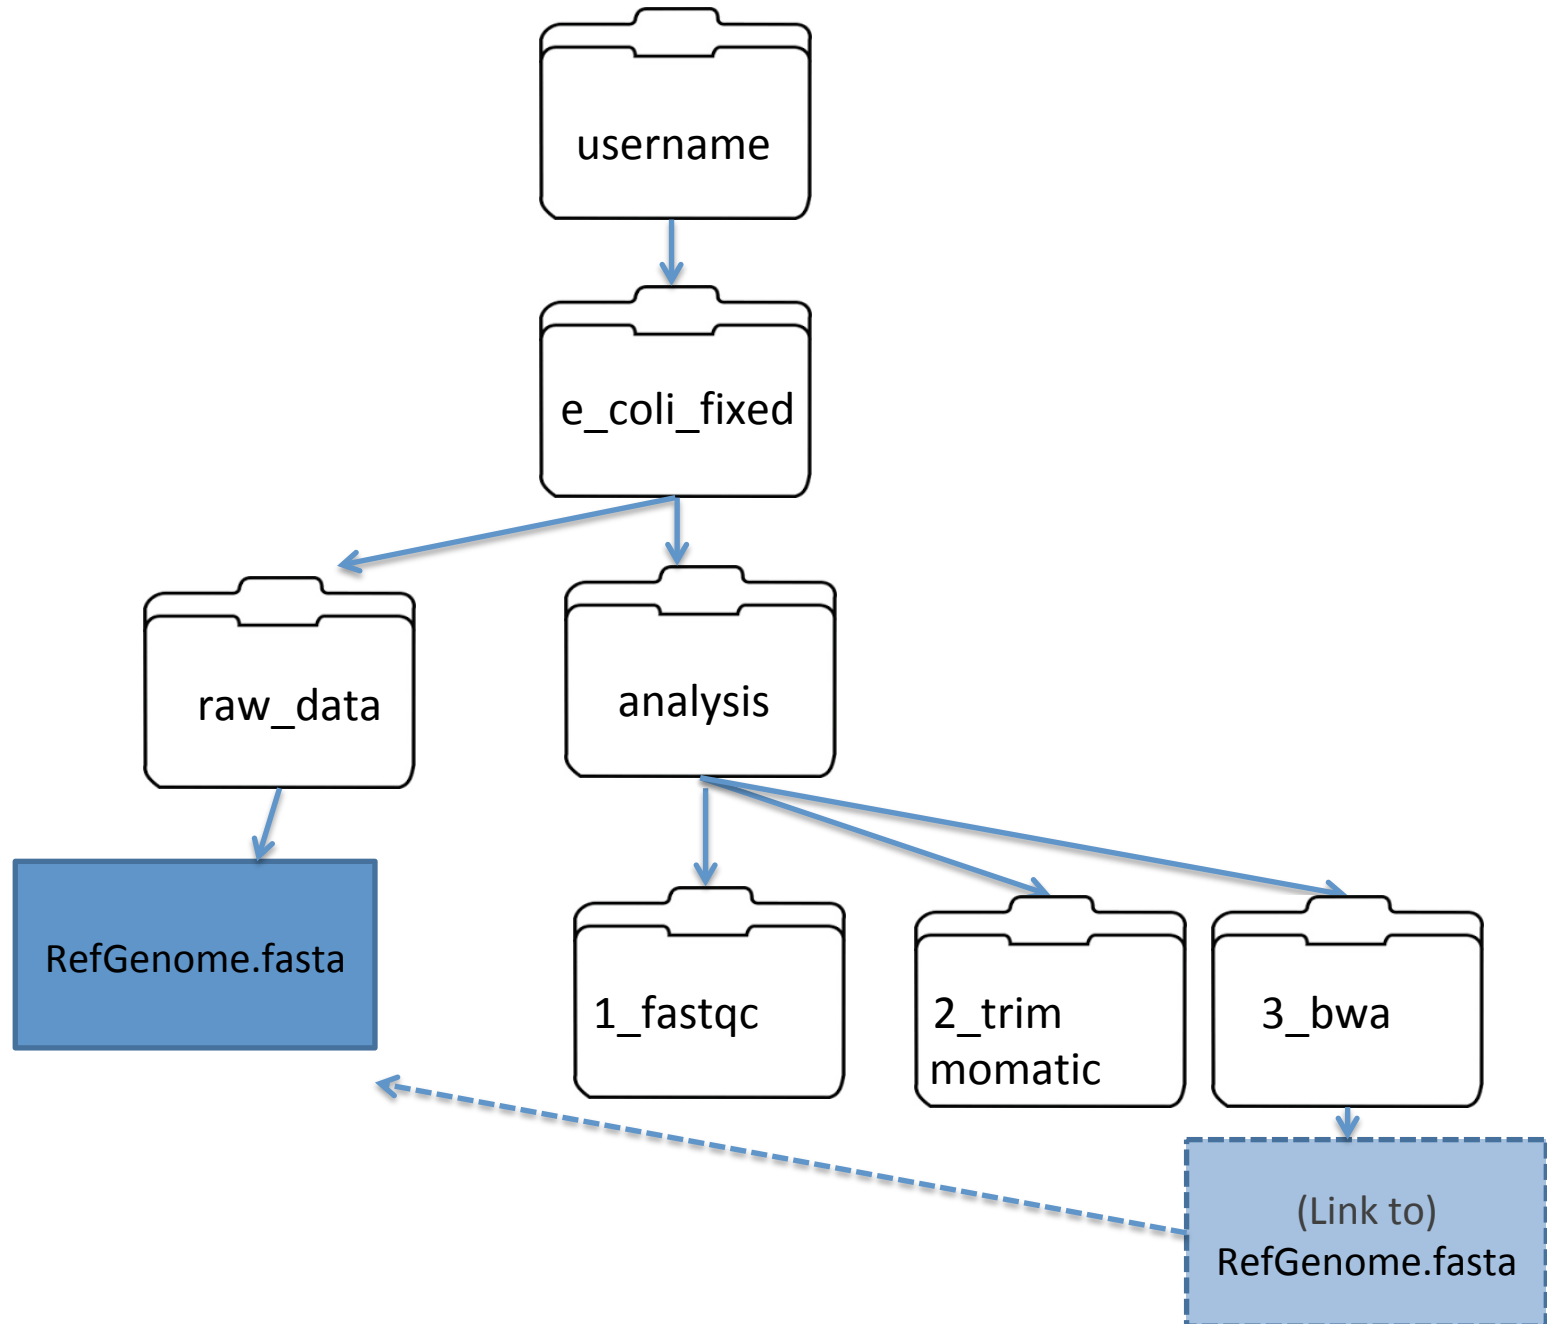 username
e_coli_fixed
raw_data
analysis
RefGenome.fasta
1_fastqc
2_trim
momatic
3_bwa
(Link to)
RefGenome.fasta